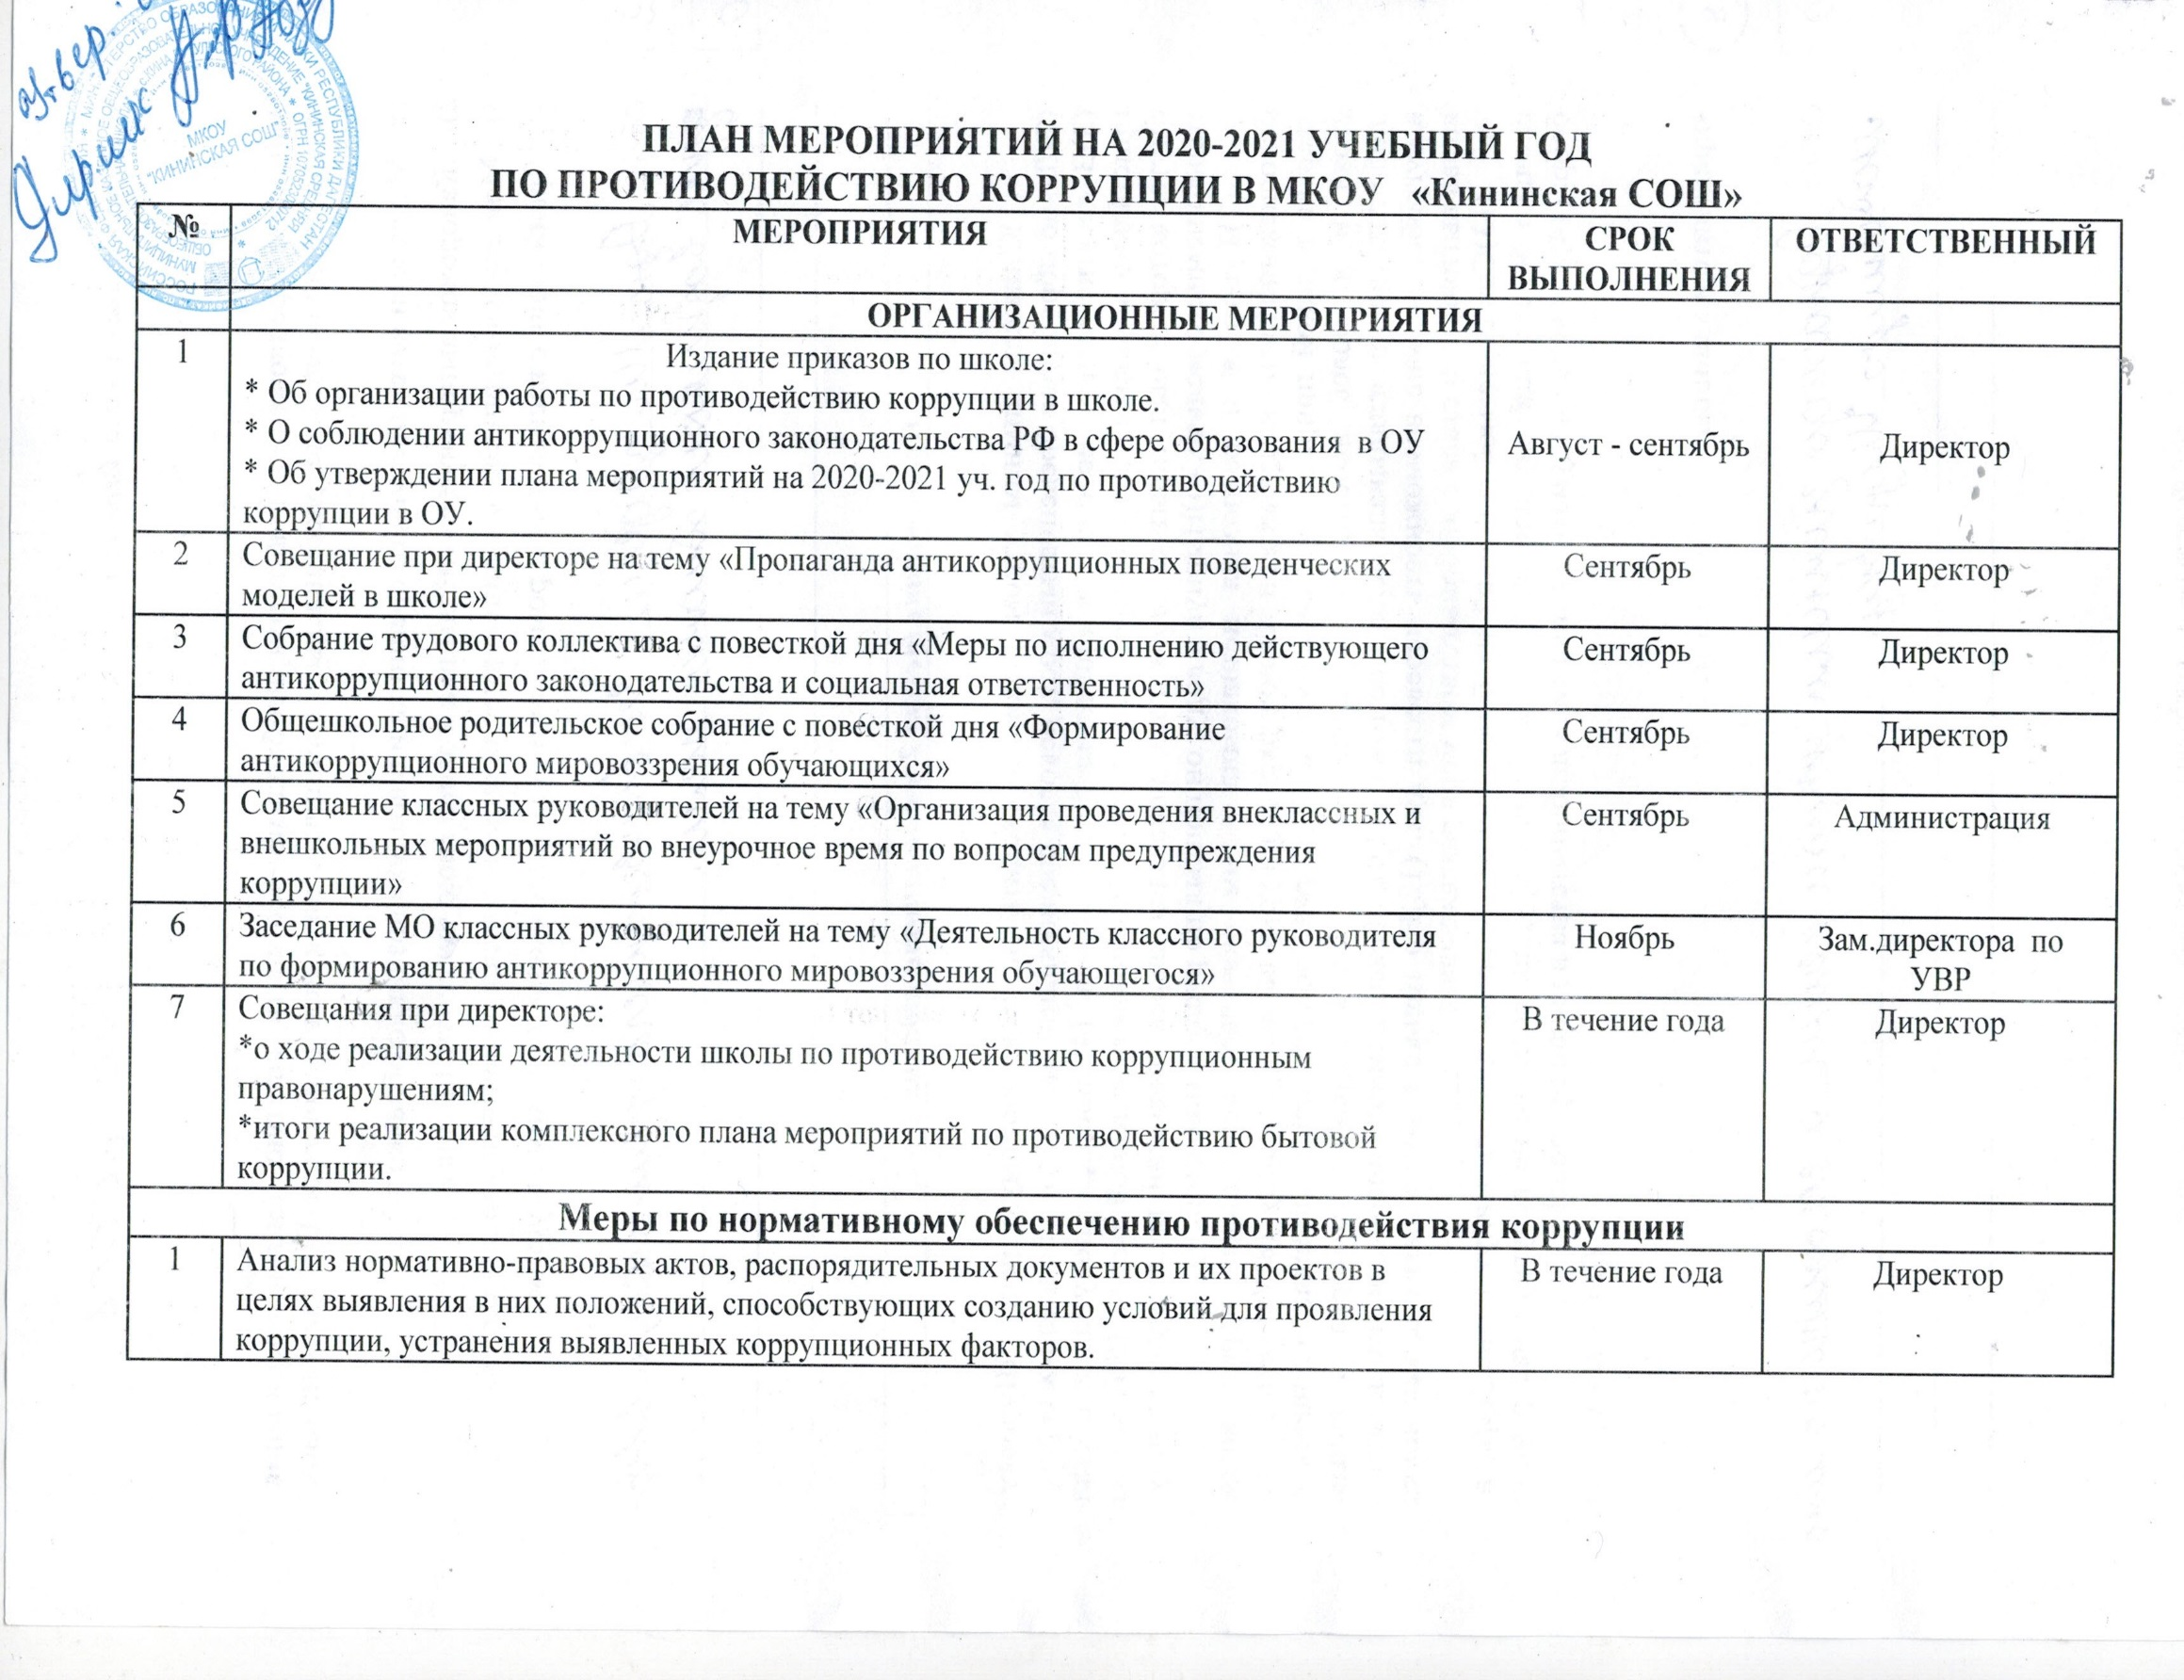 МКОУ
"КИНИНСКАЯ СОШ"
ПЛАН МЕРОПРИЯТИЙ НА 2020-2021 УЧЕБНЫЙ ГОД
ПО ПРОТИВОДЕЙСТВИЮ КОРРУПЦИИ В МКОУ «Кининская СОШ»
№ МЕРОПРИЯТИЯ СРОК ВЫПОЛНЕНИЯ ОТВЕТСТВЕННЫЙ
ОРГАНИЗАЦИОННЫЕ МЕРОПРИЯТИЯ
1 Издание приказов по школе:
* Об организации работы по противодействию коррупции в школе.
* О соблюдении антикоррупционного законодательства РФ в сфере образования в ОУ
* Об утверждении плана мероприятий на 2020-2021 уч. год по противодействию
коррупции в ОУ.
Август - сентябрь Директор
2 Совещание при директоре на тему «Пропаганда антикоррупционных поведенческих
моделей в школе»
Сентябрь Директор
3 Собрание трудового коллектива с повесткой дня «Меры по исполнению действующего
антикоррупционного законодательства и социальная ответственность»
Сентябрь Директор
4 Общешкольное родительское собрание с повесткой дня «Формирование
антикоррупционного мировоззрения обучающихся»
Сентябрь Директор
5 Совещание классных руководителей на тему «Организация проведения внеклассных и
внешкольных мероприятий во внеурочное время по вопросам предупреждения
коррупции»
Сентябрь Администрация
6 Заседание МО классных руководителей на тему «Деятельность классного руководителя
по формированию антикоррупционного мировоззрения обучающегося»
Ноябрь Зам.директора по
УВР
7 Совещания при директоре:
*о ходе реализации деятельности школы по противодействию коррупционным
правонарушениям;
*итоги реализации комплексного плана мероприятий по противодействию бытовой
коррупции.
В течение года Директор
Меры по нормативному обеспечению противодействия коррупции
1 Анализ нормативно-правовых актов, распорядительных документов и их проектов в
целях выявления в них положений, способствующих созданию условий для проявления
коррупции, устранения выявленных коррупционных факторов.
В течение года Директор